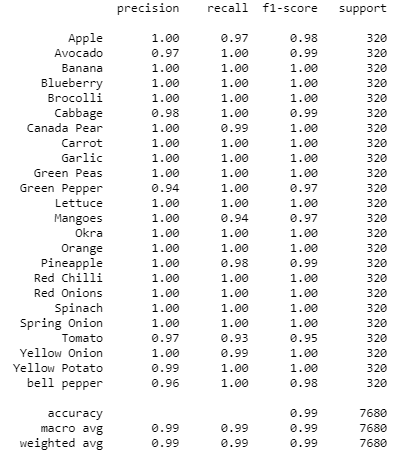 precision recall f1-score support
Apple 1.00 0.97 0.98 320
Avocado 0.97 1.00 0.99 320
Banana 1.00 1.00 1.00 320
Blueberry 1.00 1.00 1.00 320
Brocolli 1.00 1.00 1.00 320
Cabbage 0.98 1.00 0.99 320
Canada Pear 1.00 0.99 1.00 320
Carrot 1.00 1.00 1.00 320
Garlic 1.00 1.00 1.00 320
Green Peas 1.00 1.00 1.00 320
Green Pepper 0.94 1.00 0.97 320
Lettuce 1.00 1.00 1.00 320
Mangoes 1.00 0.94 0.97 320
Okra 1.00 1.00 1.00 320
Orange 1.00 1.00 1.00 320
Pineapple 1.00 0.98 0.99 320
Red Chilli 1.00 1.00 1.00 320
Red Onions 1.00 1.00 1.00 320
Spinach 1.00 1.00 1.00 320
Spring Onion 1.00 1.00 1.00 320
Tomato 0.97 0.93 0.95 320
Yellow Onion 1.00 0.99 1.00 320
Yellow Potato 0.99 1.00 1.00 320
bell pepper 0.96 1.00 0.98 320
accuracy 0.99 7680
macro avg 0.99 0.99 0.99 7680
weighted avg 0.99 0.99 0.99 7680